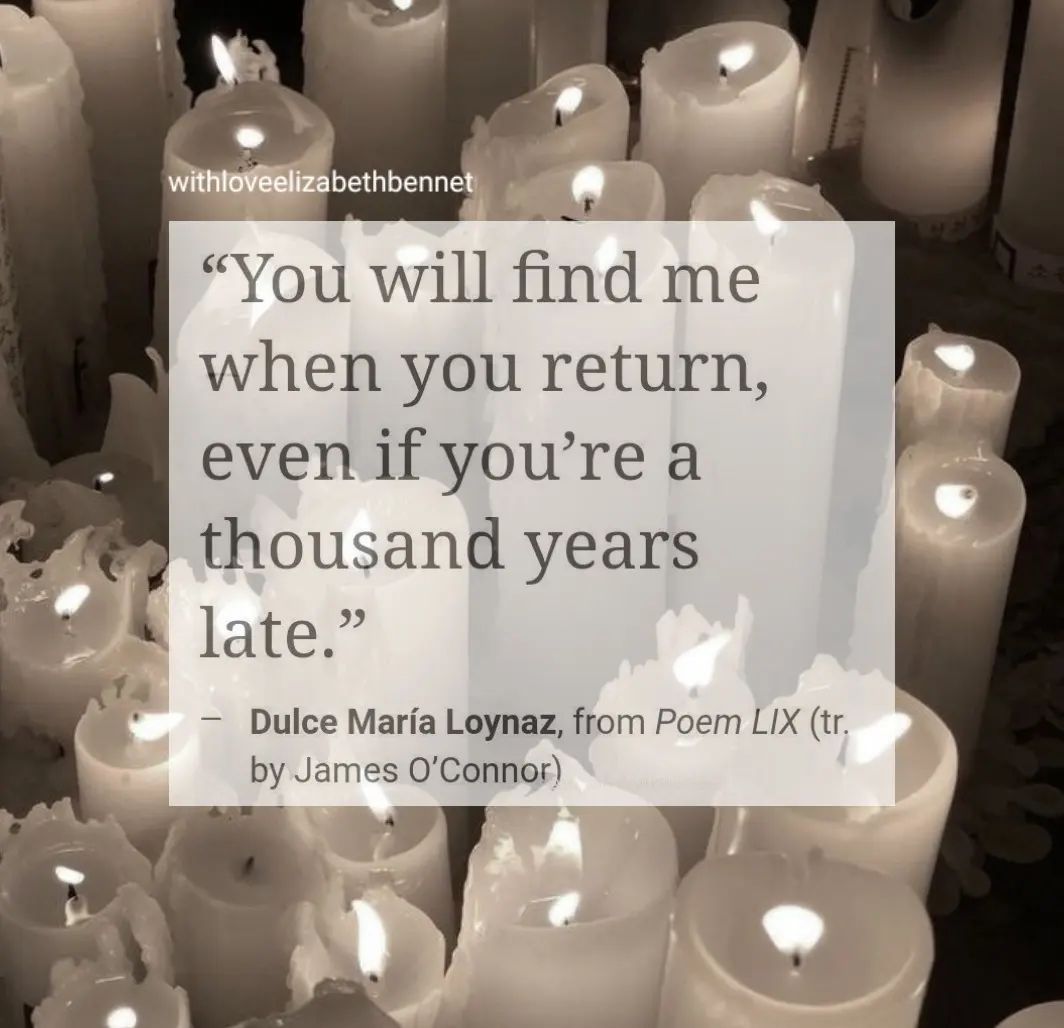 withloveelizabethbennet
“You will find me
when you return,
even if you’re a
thousand years
late.”
— Dulce María Loynaz, from Poem LIX (tr.
by James O’Connor)